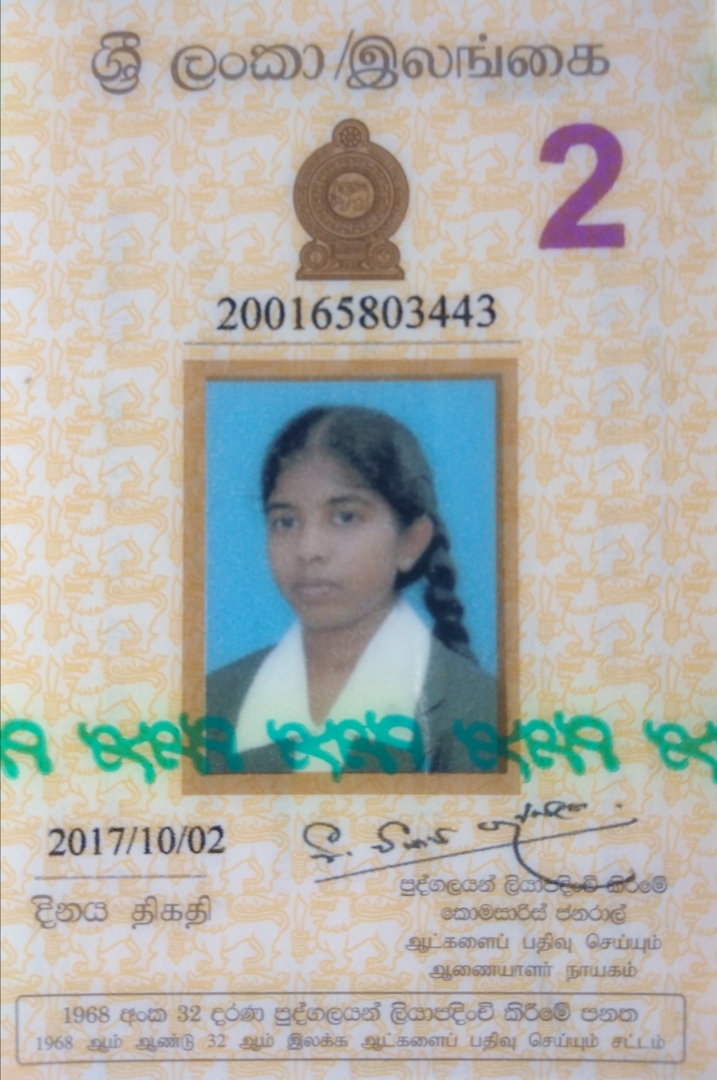 ශ්‍රී ලංකා/இலங்கை
2
200165803443
2017/10/02
දිනය திகதி
පුද්ගලයන් ලියාපදිංචි කිරීමේ
කොමසාරිස් ජනරාල්
ஆட்களைப் பதிவு செய்யும்
ஆணையாளர் நாயகம்
1968 අංක 32 දරණ පුද්ගලයන් ලියාපදිංචි කිරීමේ පනත
1968 ஆம் ஆண்டு 32 ஆம் இலக்க ஆட்களைப் பதிவு செய்யும் சட்டம்